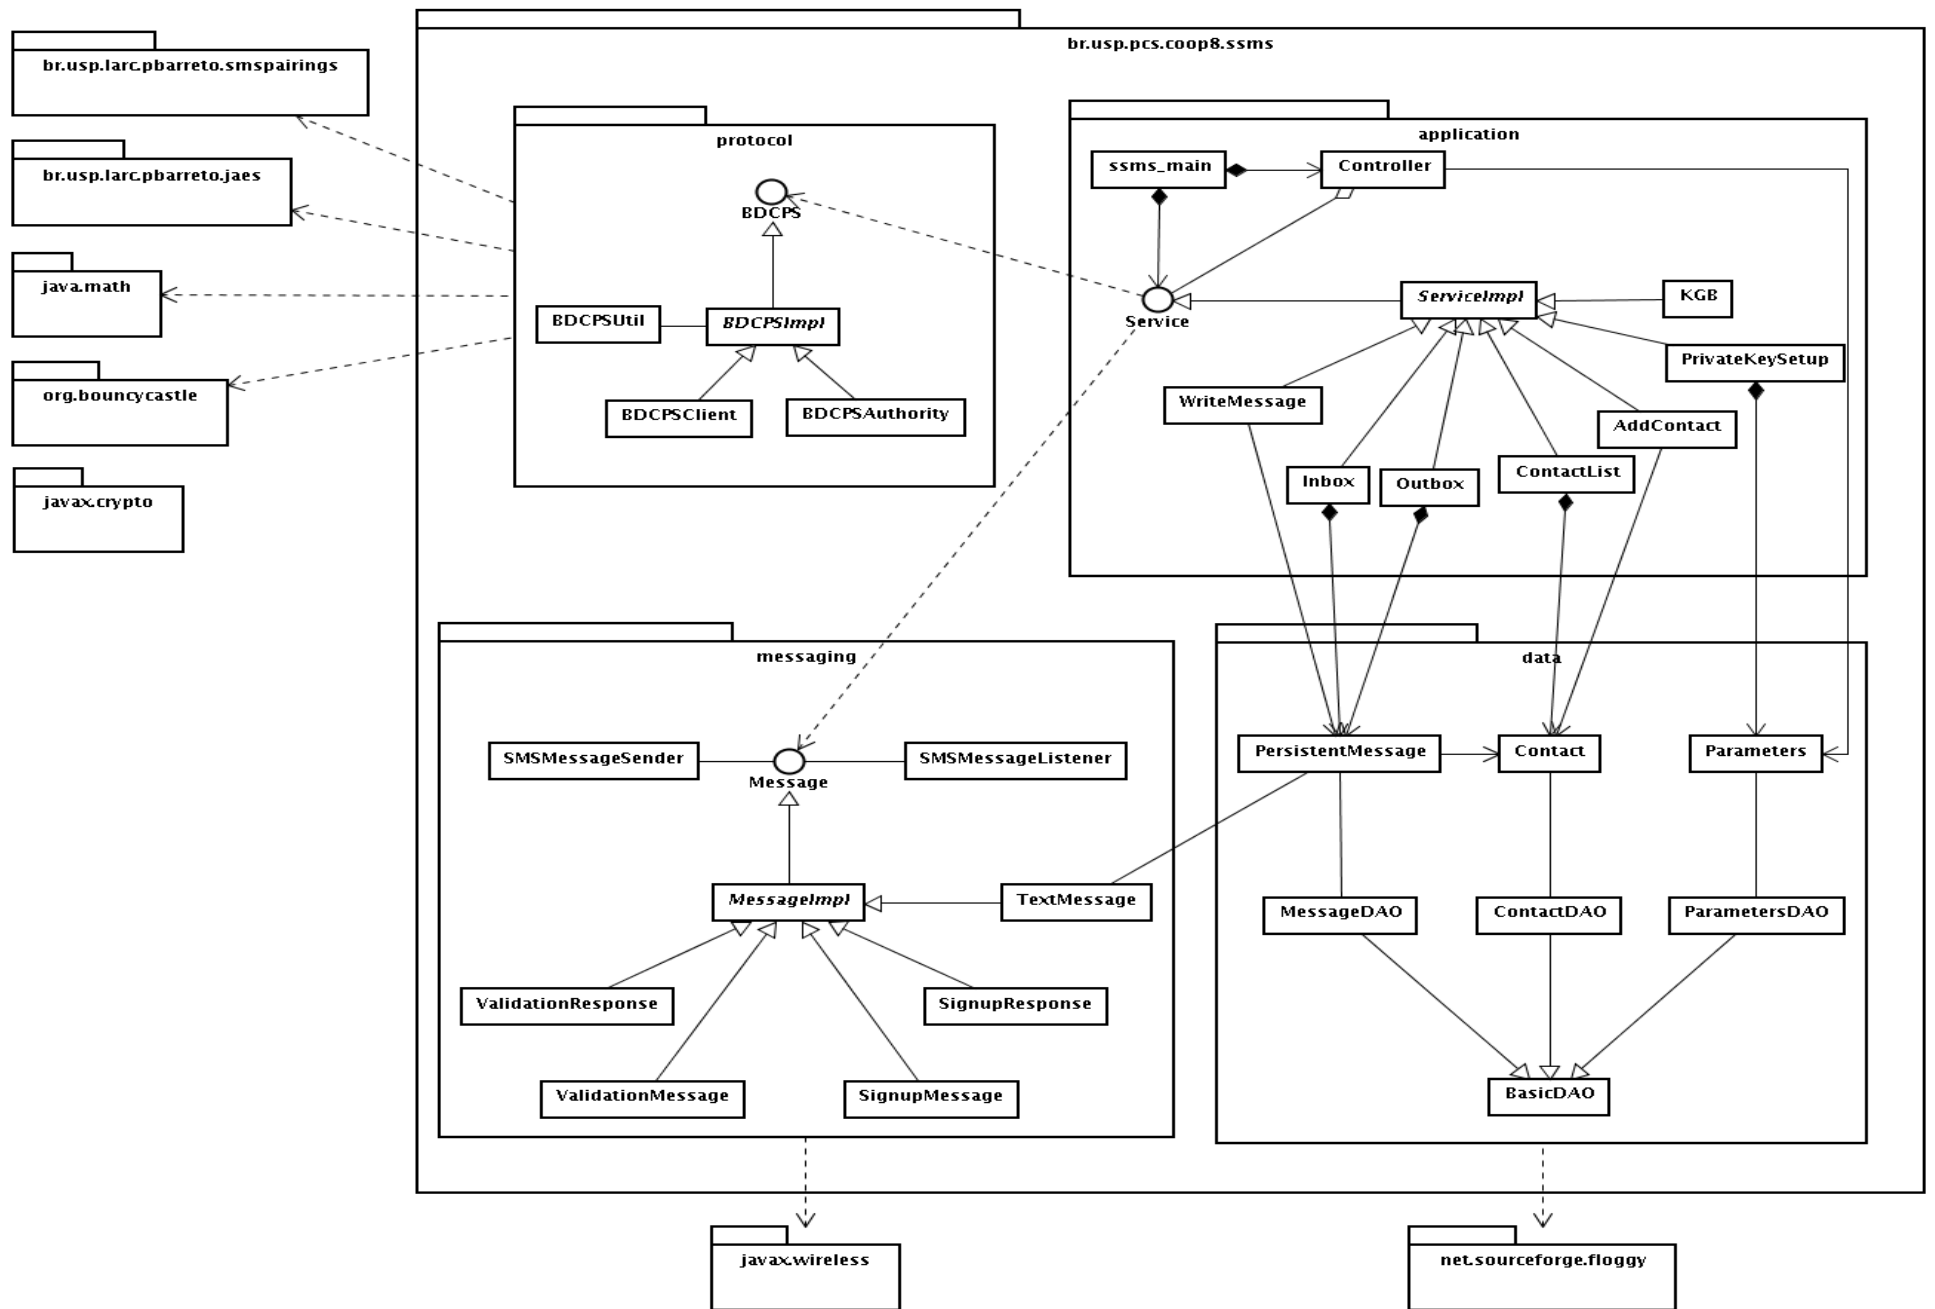 br.usp.pcs.coop8.ssms
br.usp.larc.pbarreto.smspairings
br.usp.larc.pbarreto.jaes
java.math
org.bouncycastle
javax.crypto
protocol
BDCPS
BDCPSUtil
BDCPSImpl
BDCPSClient
BDCPSAuthority
application
ssms_main
Controller
Service
ServiceImpl
KGB
PrivateKeySetup
WriteMessage
AddContact
Inbox
Outbox
ContactList
messaging
SMSMessageSender
Message
SMSMessageListener
MessageImpl
TextMessage
ValidationResponse
SignupResponse
ValidationMessage
SignupMessage
data
PersistentMessage
Contact
Parameters
MessageDAO
ContactDAO
ParametersDAO
BasicDAO
javax.wireless
net.sourceforge.floggy